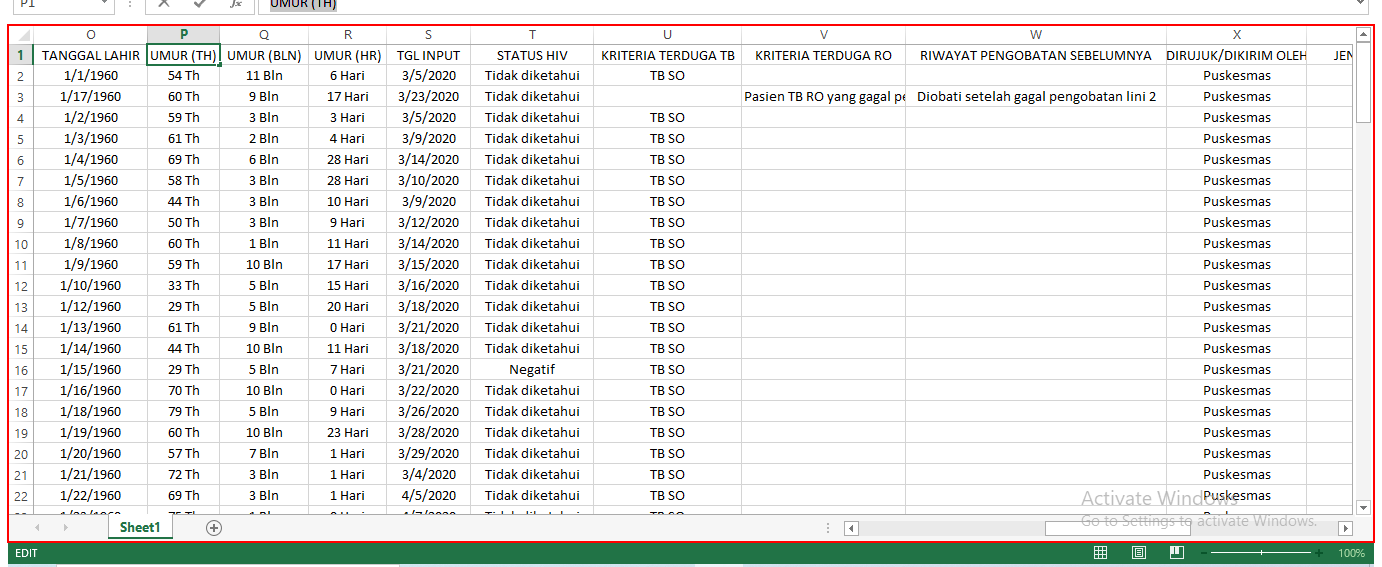 P1 fx UMUR (TH)
O P Q R S T U V W X
1 TANGGAL LAHIR UMUR (TH) UMUR (BLN) UMUR (HR) TGL INPUT STATUS HIV KRITERIA TERDUGA TB KRITERIA TERDUGA RO RIWAYAT PENGOBATAN SEBELUMNYA DIRUJUK/DIKIRIM OLEH JEN
2 1/1/1960 54 Th 11 Bln 6 Hari 3/5/2020 Tidak diketahui TB SO Puskesmas
3 1/17/1960 60 Th 9 Bln 17 Hari 3/23/2020 Tidak diketahui Pasien TB RO yang gagal pe Diobati setelah gagal pengobatan lini 2 Puskesmas
4 1/2/1960 59 Th 3 Bln 3 Hari 3/5/2020 Tidak diketahui TB SO Puskesmas
5 1/3/1960 61 Th 2 Bln 4 Hari 3/9/2020 Tidak diketahui TB SO Puskesmas
6 1/4/1960 69 Th 6 Bln 28 Hari 3/14/2020 Tidak diketahui TB SO Puskesmas
7 1/5/1960 58 Th 3 Bln 28 Hari 3/10/2020 Tidak diketahui TB SO Puskesmas
8 1/6/1960 44 Th 3 Bln 10 Hari 3/9/2020 Tidak diketahui TB SO Puskesmas
9 1/7/1960 50 Th 3 Bln 9 Hari 3/12/2020 Tidak diketahui TB SO Puskesmas
10 1/8/1960 60 Th 1 Bln 11 Hari 3/14/2020 Tidak diketahui TB SO Puskesmas
11 1/9/1960 59 Th 10 Bln 17 Hari 3/15/2020 Tidak diketahui TB SO Puskesmas
12 1/10/1960 33 Th 5 Bln 15 Hari 3/16/2020 Tidak diketahui TB SO Puskesmas
13 1/12/1960 29 Th 5 Bln 20 Hari 3/18/2020 Tidak diketahui TB SO Puskesmas
14 1/13/1960 61 Th 9 Bln 0 Hari 3/21/2020 Tidak diketahui TB SO Puskesmas
15 1/14/1960 44 Th 10 Bln 11 Hari 3/18/2020 Tidak diketahui TB SO Puskesmas
16 1/15/1960 29 Th 5 Bln 7 Hari 3/21/2020 Negatif TB SO Puskesmas
17 1/16/1960 70 Th 10 Bln 0 Hari 3/22/2020 Tidak diketahui TB SO Puskesmas
18 1/18/1960 79 Th 5 Bln 9 Hari 3/26/2020 Tidak diketahui TB SO Puskesmas
19 1/19/1960 60 Th 10 Bln 23 Hari 3/28/2020 Tidak diketahui TB SO Puskesmas
20 1/20/1960 57 Th 7 Bln 1 Hari 3/29/2020 Tidak diketahui TB SO Puskesmas
21 1/21/1960 72 Th 3 Bln 1 Hari 3/4/2020 Tidak diketahui TB SO Puskesmas
22 1/22/1960 69 Th 3 Bln 1 Hari 4/5/2020 Tidak diketahui TB SO Puskesmas
Activate Windows
Go to Settings to activate Windows.
Sheet1
EDIT 100%